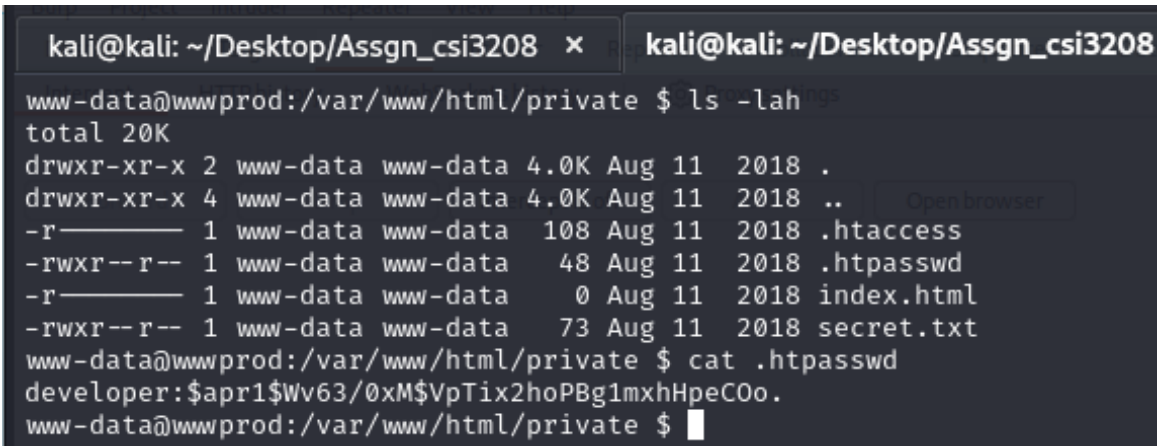 kali@kali: ~/Desktop/Assgn_csi3208 × kali@kali: ~/Desktop/Assgn_csi3208
www-data@wwwprod:/var/www/html/private $ ls -lah
total 20K
drwxr-xr-x 2 www-data www-data 4.0K Aug 11 2018 .
drwxr-xr-x 4 www-data www-data 4.0K Aug 11 2018 ..
Open browser
-r-------- 1 www-data www-data 108 Aug 11 2018 .htaccess
-rwxr--r-- 1 www-data www-data 48 Aug 11 2018 .htpasswd
-r-------- 1 www-data www-data 0 Aug 11 2018 index.html
-rwxr--r-- 1 www-data www-data 73 Aug 11 2018 secret.txt
www-data@wwwprod:/var/www/html/private $ cat .htpasswd
developer:$apr1$Wv63/0xM$VpTix2hoPBg1mxhHpeCOo.
www-data@wwwprod:/var/www/html/private $